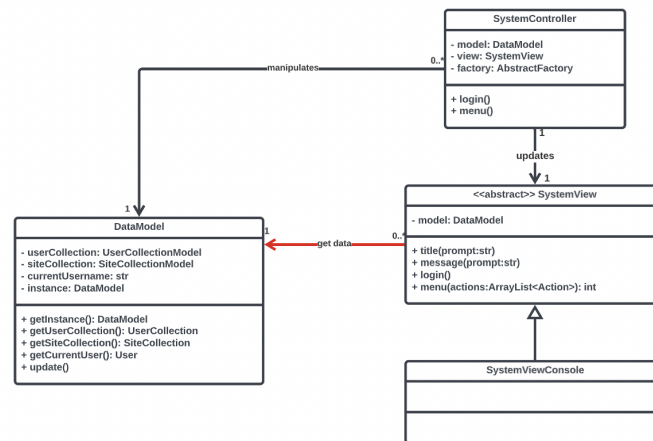 SystemController
- model: DataModel
- view: SystemView
- factory: AbstractFactory
+ login()
+ menu()
0..*
manipulates
1
updates
1
1
<<abstract>> SystemView
- model: DataModel
+ title(prompt:str)
+ message(prompt:str)
+ login()
+ menu(actions:ArrayList<Action>): int
0..*
get data
1
DataModel
- userCollection: UserCollectionModel
- siteCollection: SiteCollectionModel
- currentUsername: str
- instance: DataModel
+ getInstance(): DataModel
+ getUserCollection(): UserCollection
+ getSiteCollection(): SiteCollection
+ getCurrentUser(): User
+ update()
SystemViewConsole